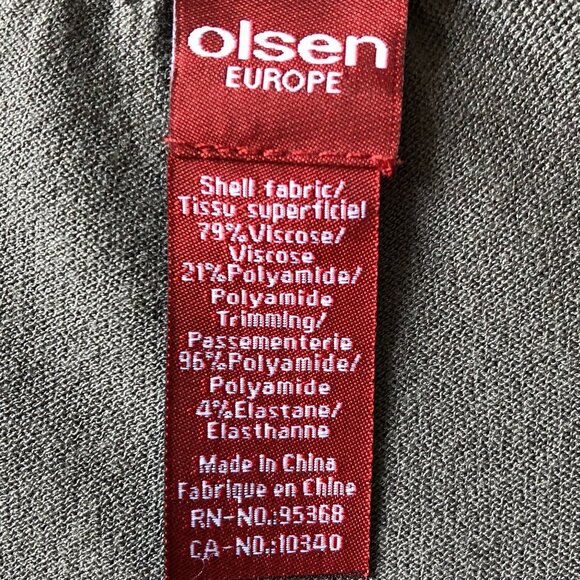 olsen
EUROPE
Shell fabric/
Tissu superficiel
79%Viscose/
Viscose
21%Polyamide/
Polyamide
Trimming/
Passementerie
96%Polyamide/
Polyamide
4%Elastane/
Elasthanne
Made in China
Fabrique en Chine
RN-NO.:95368
CA-NO.:10340